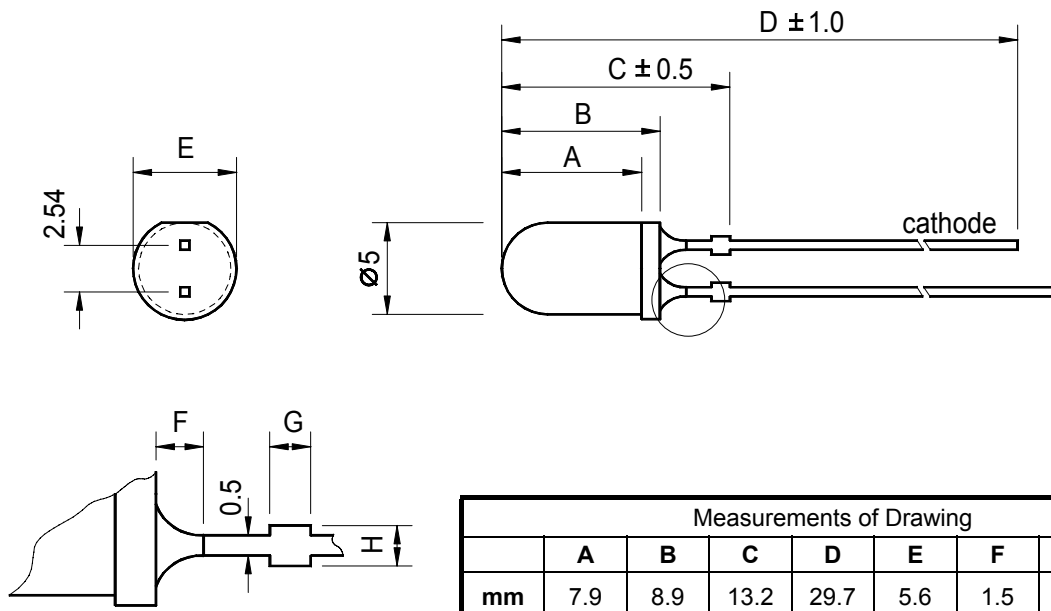 D ±1.0
C ±0.5
B
A
E
2.54
Ø5
cathode
F
G
0.5
H
Measurements of Drawing
A B C D E F
mm 7.9 8.9 13.2 29.7 5.6 1.5